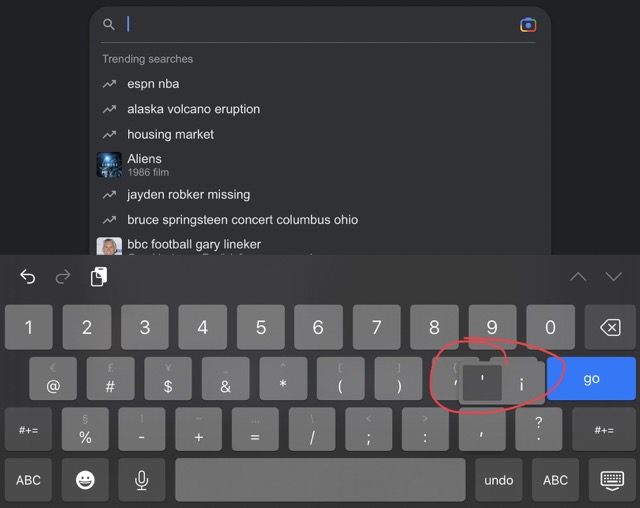 Trending searches
espn nba
alaska volcano eruption
housing market
Aliens
1986 film
jayden robker missing
bruce springsteen concert columbus ohio
bbc football gary lineker
1 2 3 4 5 6 7 8 9 0
€ £ ¥ _ ^ [ ] {
@ # $ & * ( ) ‘ ' ¡ go
§ | ~ … \ < > ?
#+= % - + = / ; : , . #+=
ABC undo ABC